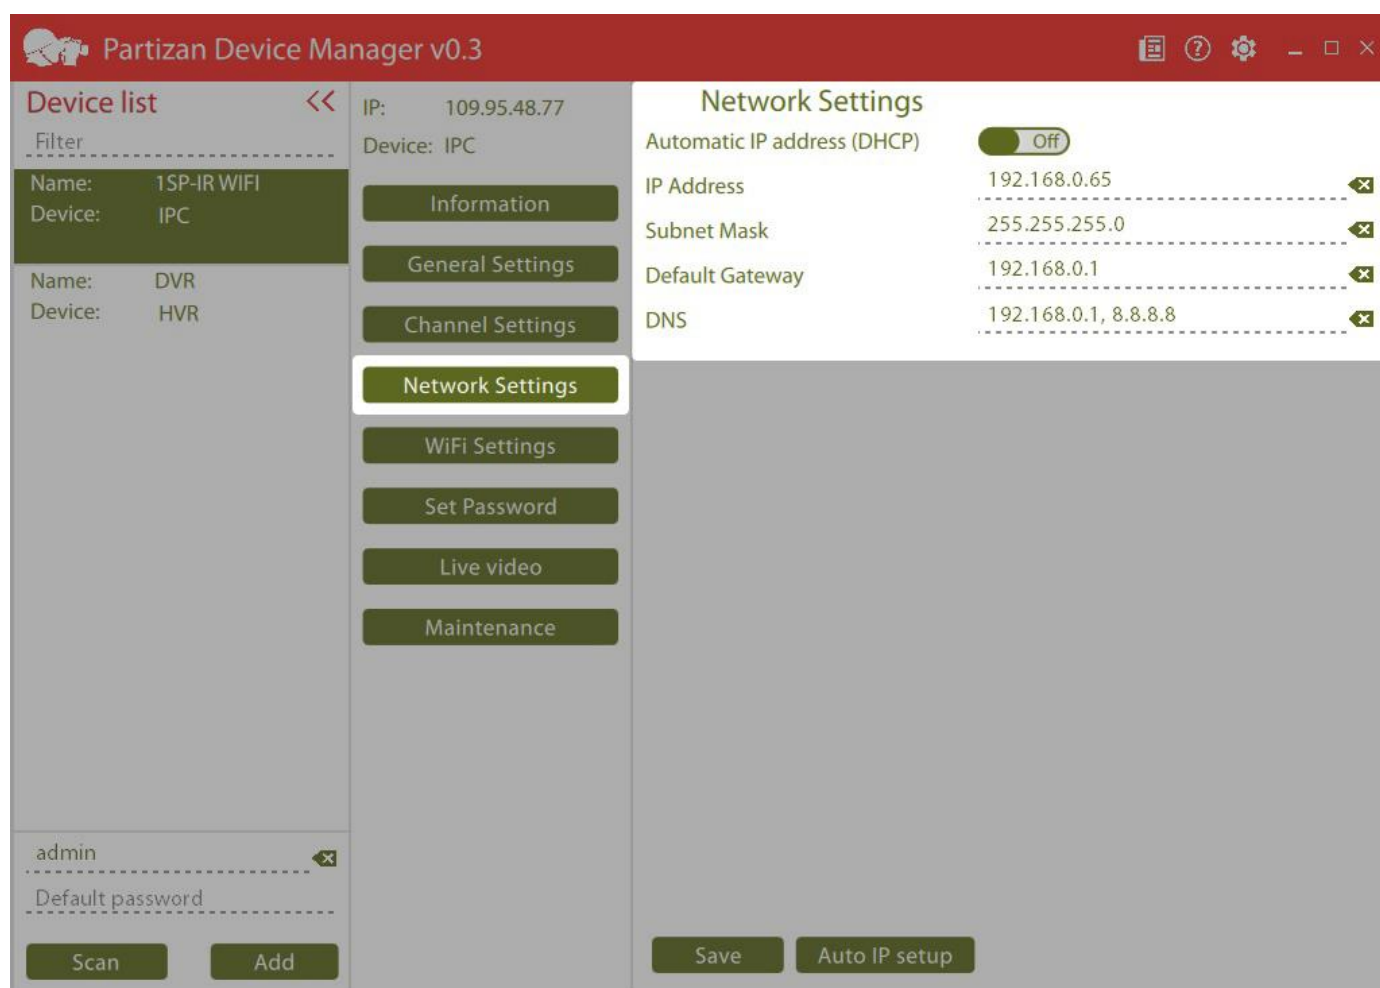 Partizan Device Manager v0.3
Device list <<
Filter
Name: 1SP-IR WIFI
Device: IPC
Name: DVR
Device: HVR
admin
Default password
Scan Add
IP: 109.95.48.77
Device: IPC
Information
General Settings
Channel Settings
Network Settings
WiFi Settings
Set Password
Live video
Maintenance
Network Settings
Automatic IP address (DHCP) Off
IP Address 192.168.0.65
Subnet Mask 255.255.255.0
Default Gateway 192.168.0.1
DNS 192.168.0.1, 8.8.8.8
Save Auto IP setup